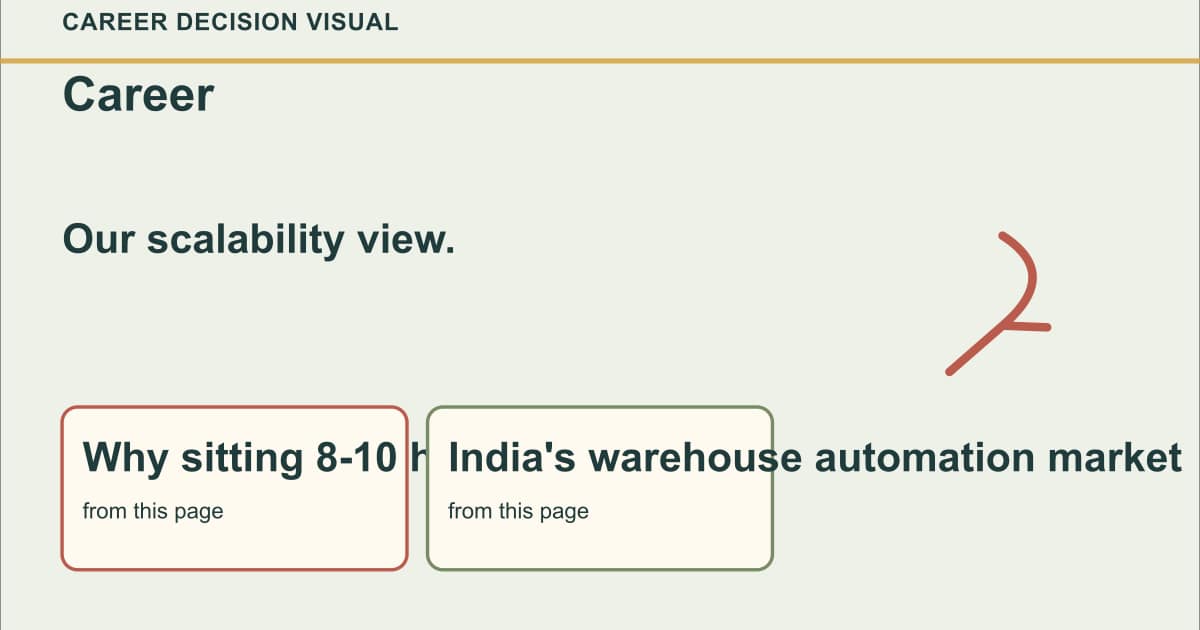 CAREER DECISION VISUAL
Career
Our scalability view.
Why sitting 8-10
from this page
India's warehouse automation market
from this page